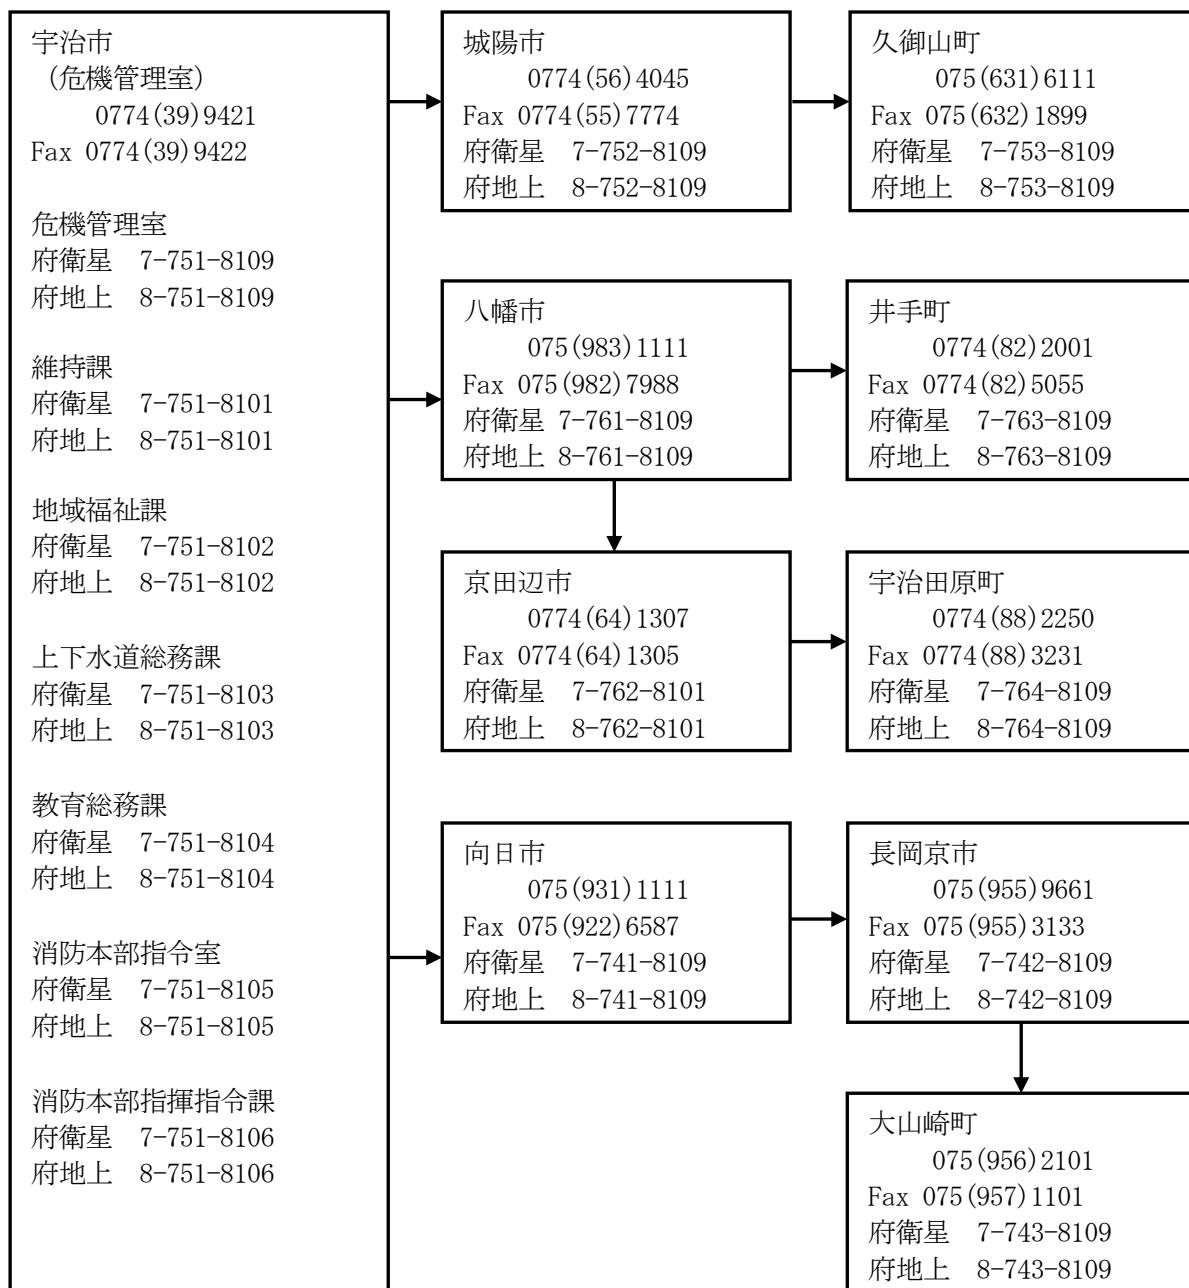 宇治市
(危機管理室)
0774(39)9421
Fax 0774(39)9422
危機管理室
府衛星 7-751-8109
府地上 8-751-8109
維持課
府衛星 7-751-8101
府地上 8-751-8101
地域福祉課
府衛星 7-751-8102
府地上 8-751-8102
上下水道総務課
府衛星 7-751-8103
府地上 8-751-8103
教育総務課
府衛星 7-751-8104
府地上 8-751-8104
消防本部指令室
府衛星 7-751-8105
府地上 8-751-8105
消防本部指揮指令課
府衛星 7-751-8106
府地上 8-751-8106
城陽市
0774(56)4045
Fax 0774(55)7774
府衛星 7-752-8109
府地上 8-752-8109
久御山町
075(631)6111
Fax 075(632)1899
府衛星 7-753-8109
府地上 8-753-8109
八幡市
075(983)1111
Fax 075(982)7988
府衛星 7-761-8109
府地上 8-761-8109
井手町
0774(82)2001
Fax 0774(82)5055
府衛星 7-763-8109
府地上 8-763-8109
京田辺市
0774(64)1307
Fax 0774(64)1305
府衛星 7-762-8101
府地上 8-762-8101
宇治田原町
0774(88)2250
Fax 0774(88)3231
府衛星 7-764-8109
府地上 8-764-8109
向日市
075(931)1111
Fax 075(922)6587
府衛星 7-741-8109
府地上 8-741-8109
長岡京市
075(955)9661
Fax 075(955)3133
府衛星 7-742-8109
府地上 8-742-8109
大山崎町
075(956)2101
Fax 075(957)1101
府衛星 7-743-8109
府地上 8-743-8109